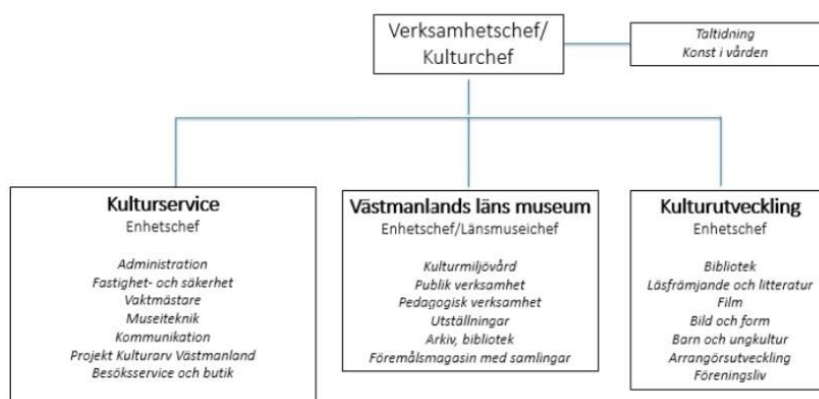 Verksamhetschef/
Kulturchef
Taltidning
Konst i vården
Kulturservice
Enhetschef
Administration
Fastighet- och säkerhet
Vaktmästare
Museiteknik
Kommunikation
Projekt Kulturarv Västmanland
Besöksservice och butik
Västmanlands läns museum
Enhetschef/Länsmuseichef
Kulturmiljövård
Publik verksamhet
Pedagogisk verksamhet
Utställningar
Arkiv, bibliotek
Föremålsmagasin med samlingar
Kulturutveckling
Enhetschef
Bibliotek
Läsfrämjande och litteratur
Film
Bild och form
Barn och ungkultur
Arrangörsutveckling
Föreningsliv